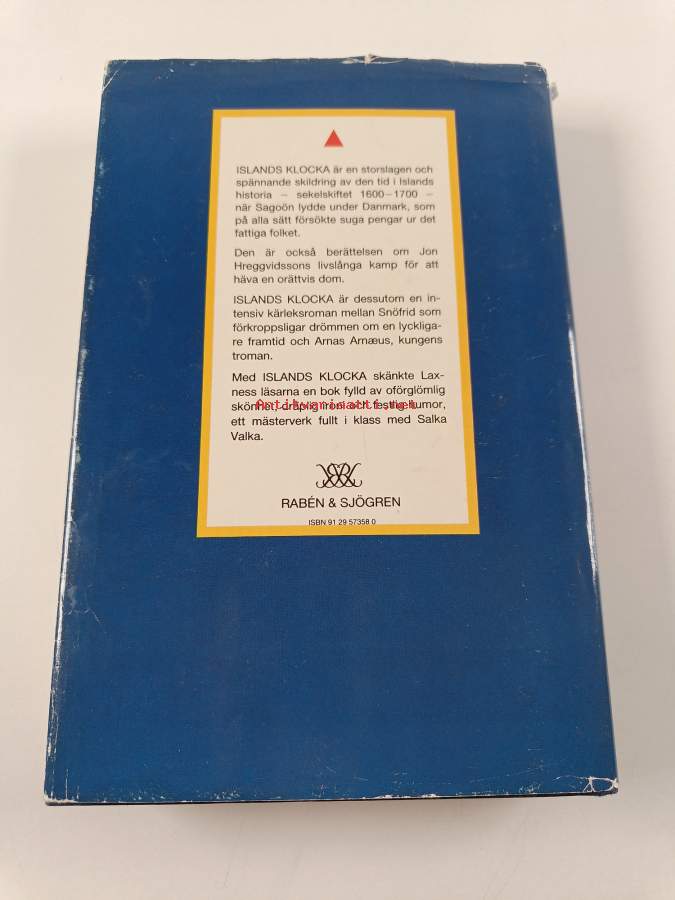 ISLANDS KLOCKA är en storslagen och
spännande skildring av den tid i Islands
historia – sekelskiftet 1600–1700 –
när Sagoön lydde under Danmark, som
på alla sätt försökte suga pengar ur det
fattiga folket.
Den är också berättelsen om Jon
Hreggvidssons livslånga kamp för att
häva en orättvis dom.
ISLANDS KLOCKA är dessutom en in-
tensiv kärleksroman mellan Snöfrid som
förkroppsligar drömmen om en lyckliga-
re framtid och Arnas Arnæus, kungens
troman.
Med ISLANDS KLOCKA skänkte Lax-
ness läsarna en bok fylld av oförglömlig
skönhet, dräplig ironi och festlig humor,
ett mästerverk fullt i klass med Salka
Valka.
RABÉN & SJÖGREN
ISBN 91 29 57358 0